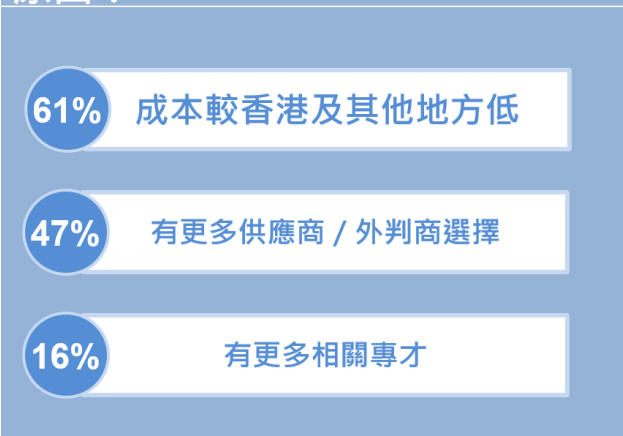 61% 成本較香港及其他地方低
47% 有更多供應商 / 外判商選擇
16% 有更多相關專才